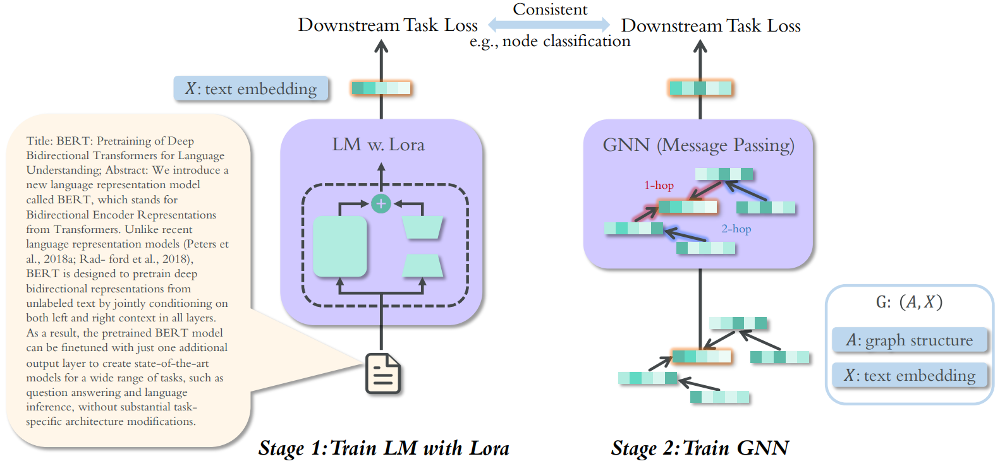 Consistent
Downstream Task Loss
Downstream Task Loss
e.g., node classification
X: text embedding
Title: BERT: Pretraining of Deep
Bidirectional Transformers for Language
Understanding; Abstract: We introduce a
new language representation model
called BERT, which stands for
Bidirectional Encoder Representations
from Transformers. Unlike recent
language representation models (Peters et
al., 2018a; Rad- ford et al., 2018),
BERT is designed to pretrain deep
bidirectional representations from
unlabeled text by jointly conditioning on
both left and right context in all layers.
As a result, the pretrained BERT model
can be finetuned with just one additional
output layer to create state-of-the-art
models for a wide range of tasks, such as
question answering and language
inference, without substantial task-
specific architecture modifications.
LM w. Lora
+
GNN (Message Passing)
1-hop
2-hop
G: (A, X)
A: graph structure
X: text embedding
Stage 1: Train LM with Lora
Stage 2: Train GNN